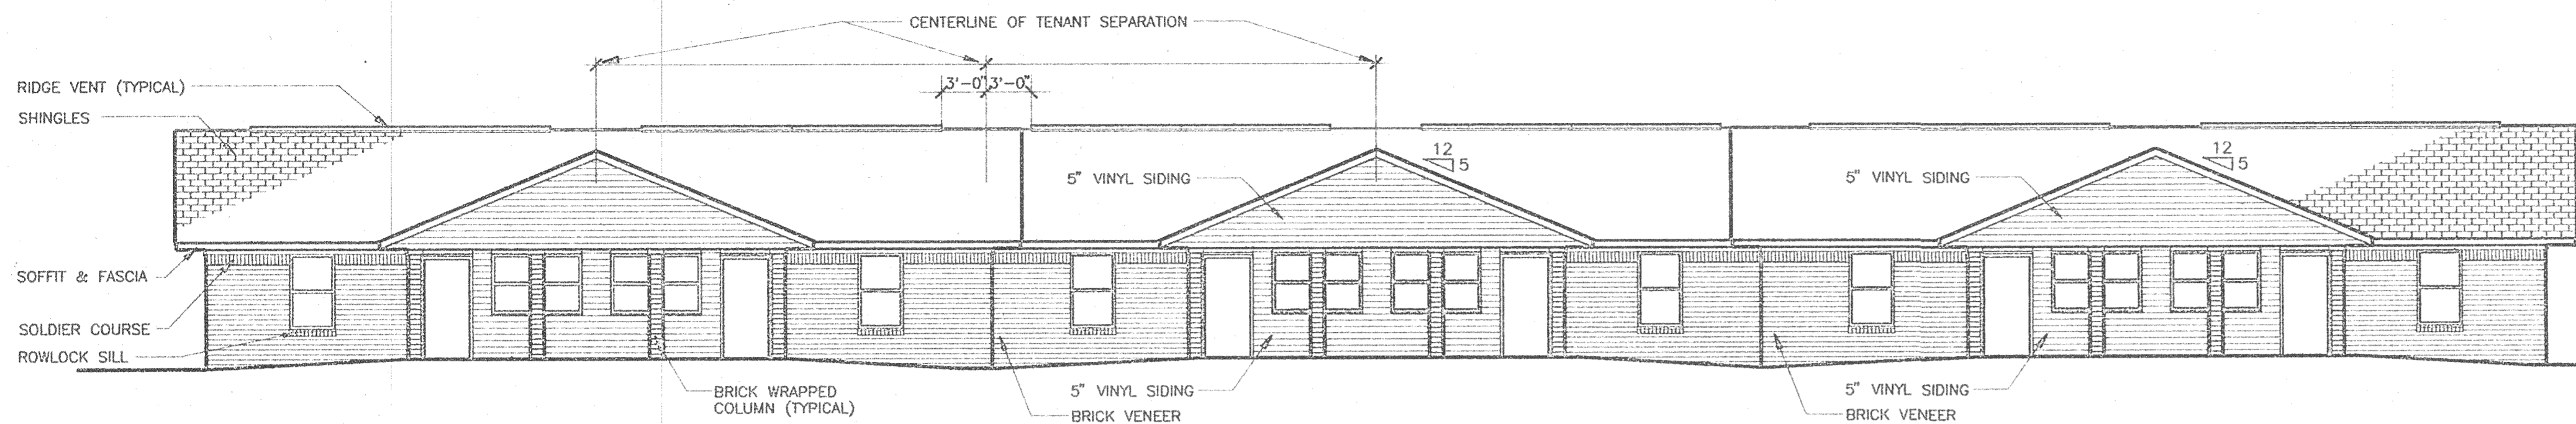 CENTERLINE OF TENANT SEPARATION
3'-0" 3'-0"
RIDGE VENT (TYPICAL)
SHINGLES
12
5
12
5
5" VINYL SIDING
5" VINYL SIDING
SOFFIT & FASCIA
SOLDIER COURSE
ROWLOCK SILL
BRICK WRAPPED
COLUMN (TYPICAL)
5" VINYL SIDING
BRICK VENEER
5" VINYL SIDING
BRICK VENEER